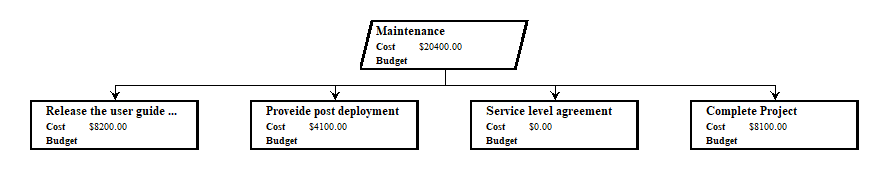 Maintenance
Cost $20400.00
Budget
Release the user guide ...
Cost $8200.00
Budget
Proveide post deployment
Cost $4100.00
Budget
Service level agreement
Cost $0.00
Budget
Complete Project
Cost $8100.00
Budget